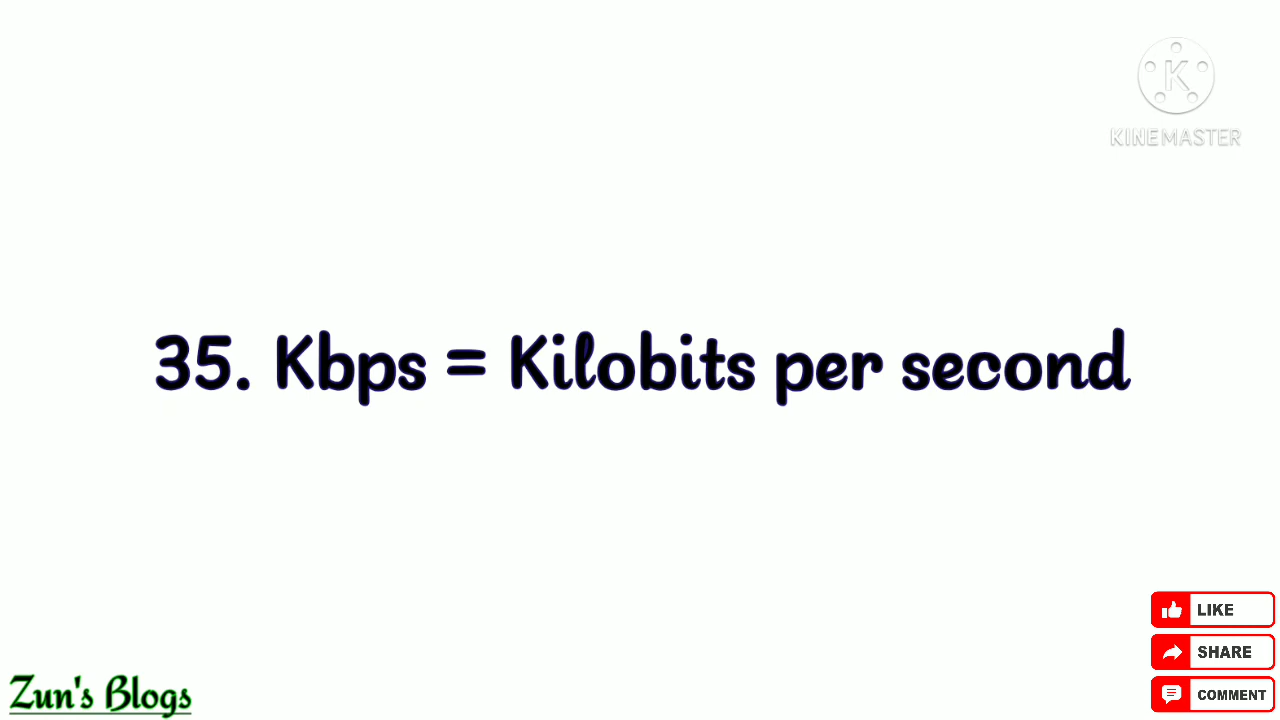 K
KINEMASTER
35. Kbps = Kilobits per second
LIKE
SHARE
COMMENT
Zun's Blogs